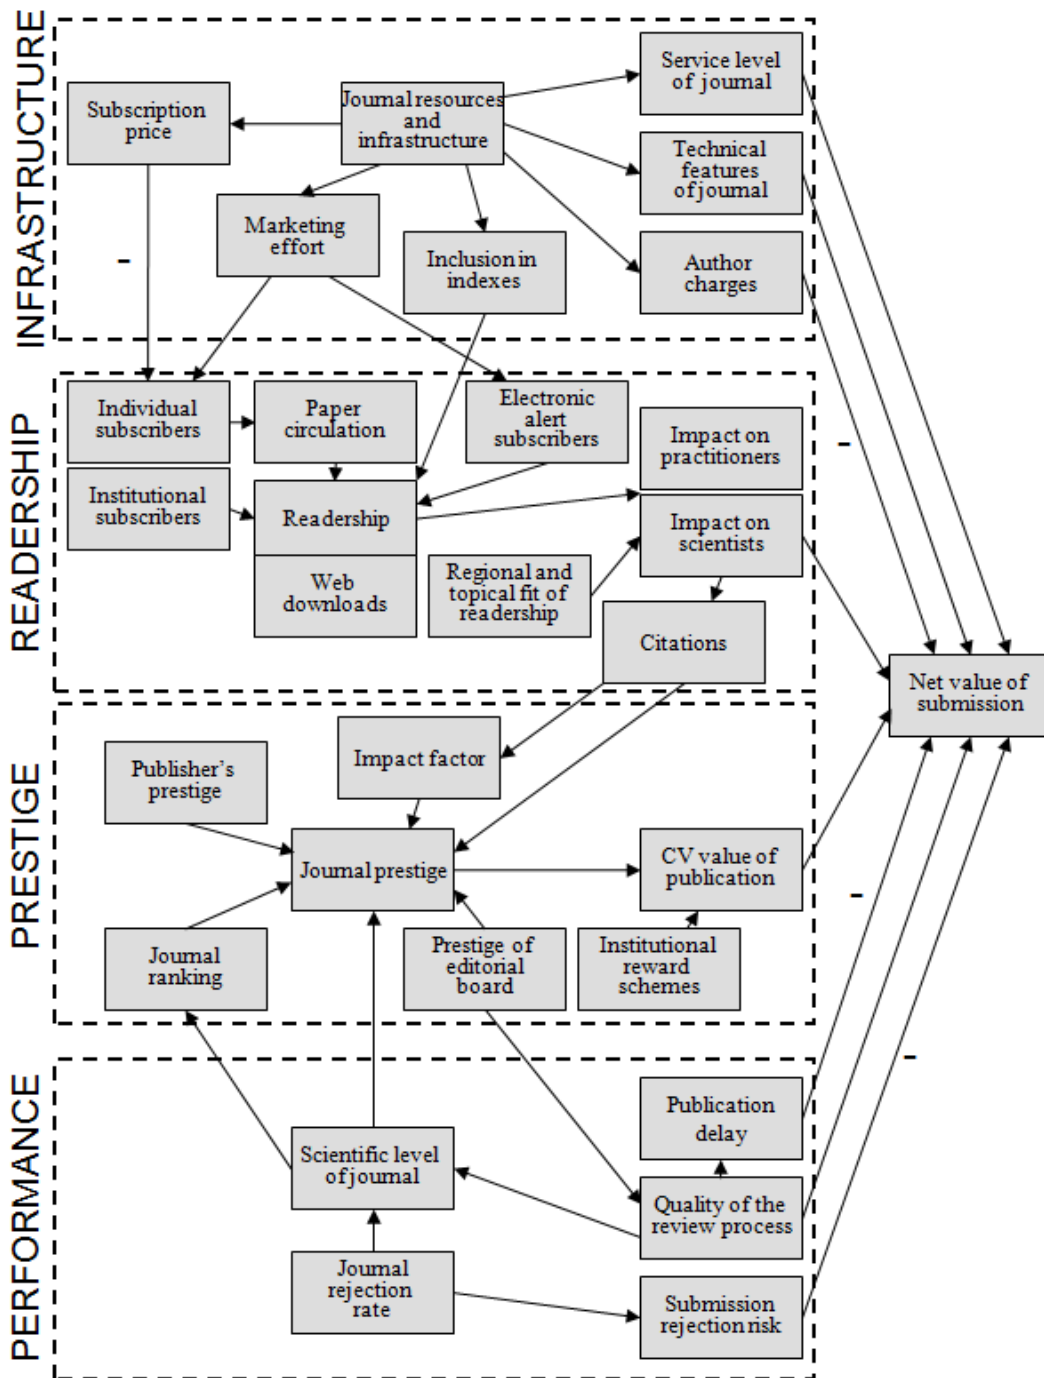 INFRASTRUCTURE
Service level
of journal
Subscription
price
Journal resources
and
infrastructure
Technical
features
of journal
Marketing
effort
Inclusion in
indexes
Author
charges
-
READERSHIP
Individual
subscribers
Paper
circulation
Electronic
alert
subscribers
Impact on
practitioners
-
Institutional
subscribers
Readership
Impact on
scientists
Web
downloads
Regional and
topical fit of
readership
Citations
Net value of
submission
PRESTIGE
Impact factor
Publisher's
prestige
Journal prestige
CV value of
publication
-
Journal
ranking
Prestige of
editorial
board
Institutional
reward
schemes
PERFORMANCE
-
Publication
delay
Scientific level
of journal
Quality of the
review process
Journal
rejection
rate
Submission
rejection risk